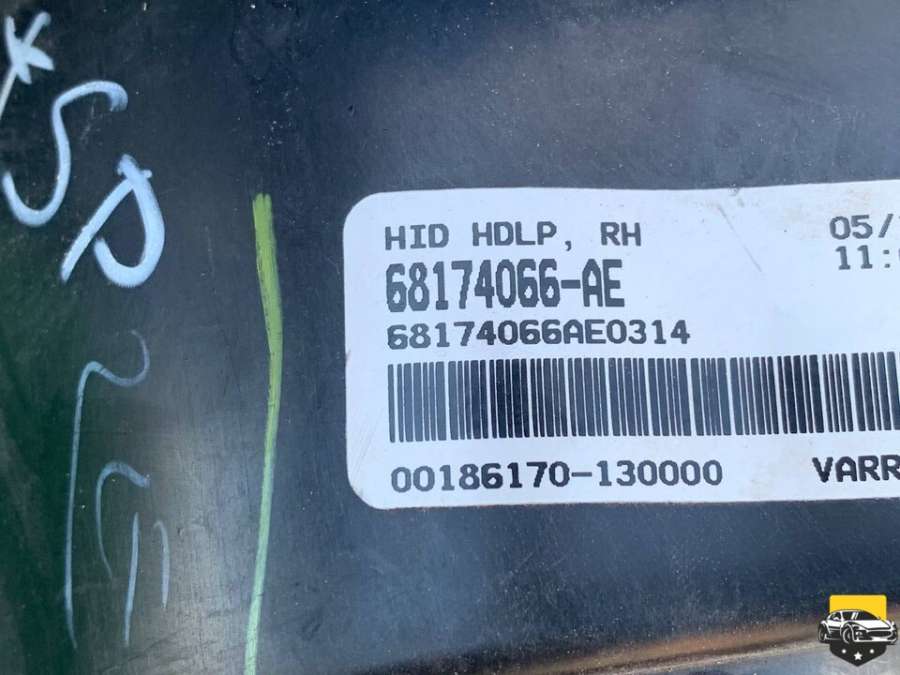 HID HDLP, RH
05/
68174066-AE
11:
68174066AE0314
00186170-130000
VARR